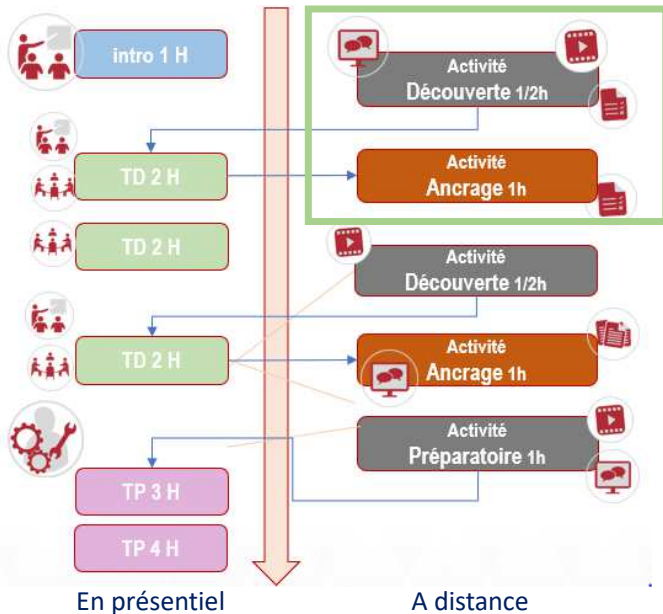 intro 1 H
Activité
Découverte 1/2h
TD 2 H
Activité
Ancrage 1h
TD 2 H
Activité
Découverte 1/2h
TD 2 H
Activité
Ancrage 1h
Activité
Préparatoire 1h
TP 3 H
TP 4 H
En présentiel
A distance